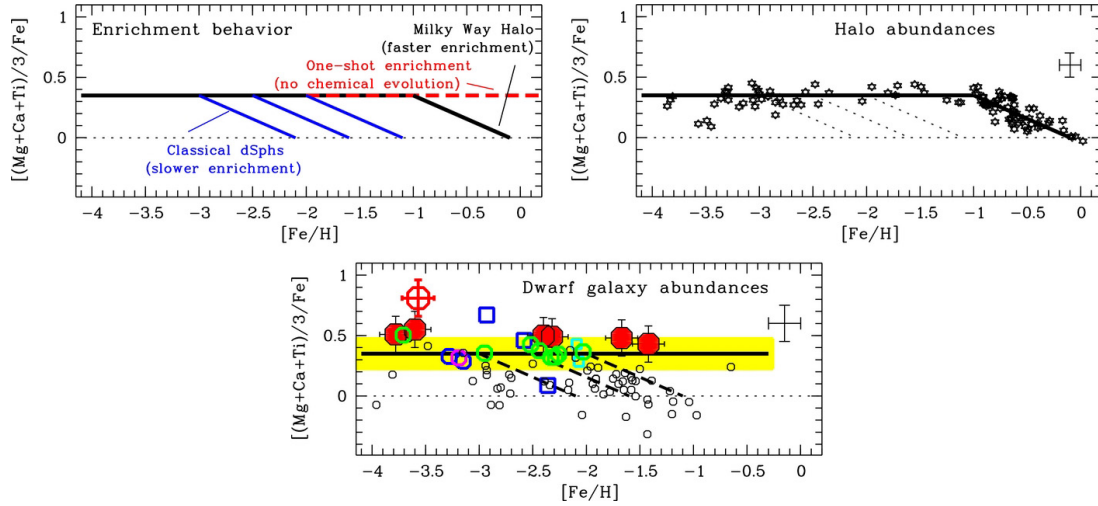 Enrichment behavior
Milky Way Halo
(faster enrichment)
One-shot enrichment
(no chemical evolution)
Classical dSphs
(slower enrichment)
[(Mg+Ca+Ti)/3/Fe]
1
0.5
0
-4 -3.5 -3 -2.5 -2 -1.5 -1 -0.5 0
[Fe/H]
Halo abundances
[(Mg+Ca+Ti)/3/Fe]
1
0.5
0
-4 -3.5 -3 -2.5 -2 -1.5 -1 -0.5 0
[Fe/H]
Dwarf galaxy abundances
[(Mg+Ca+Ti)/3/Fe]
1
0.5
0
-4 -3.5 -3 -2.5 -2 -1.5 -1 -0.5 0
[Fe/H]